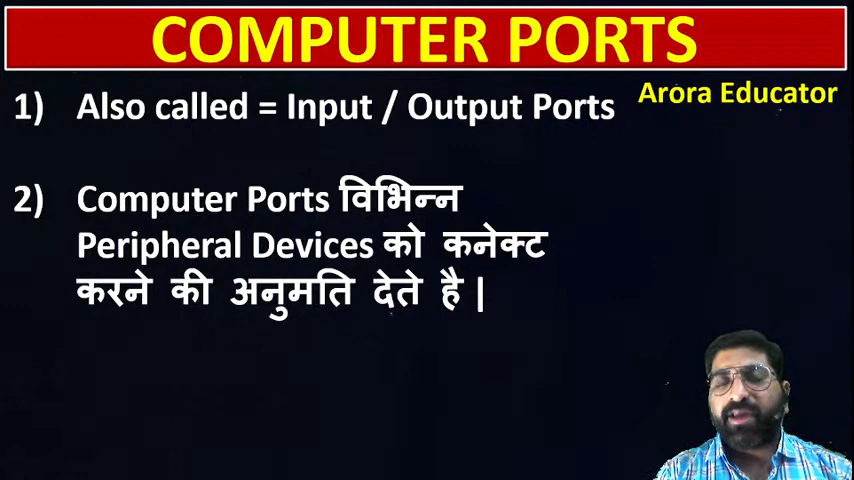 COMPUTER PORTS
1) Also called = Input / Output Ports
Arora Educator
2) Computer Ports विभिन्न
Peripheral Devices को कनेक्ट
करने की अनुमति देते है |